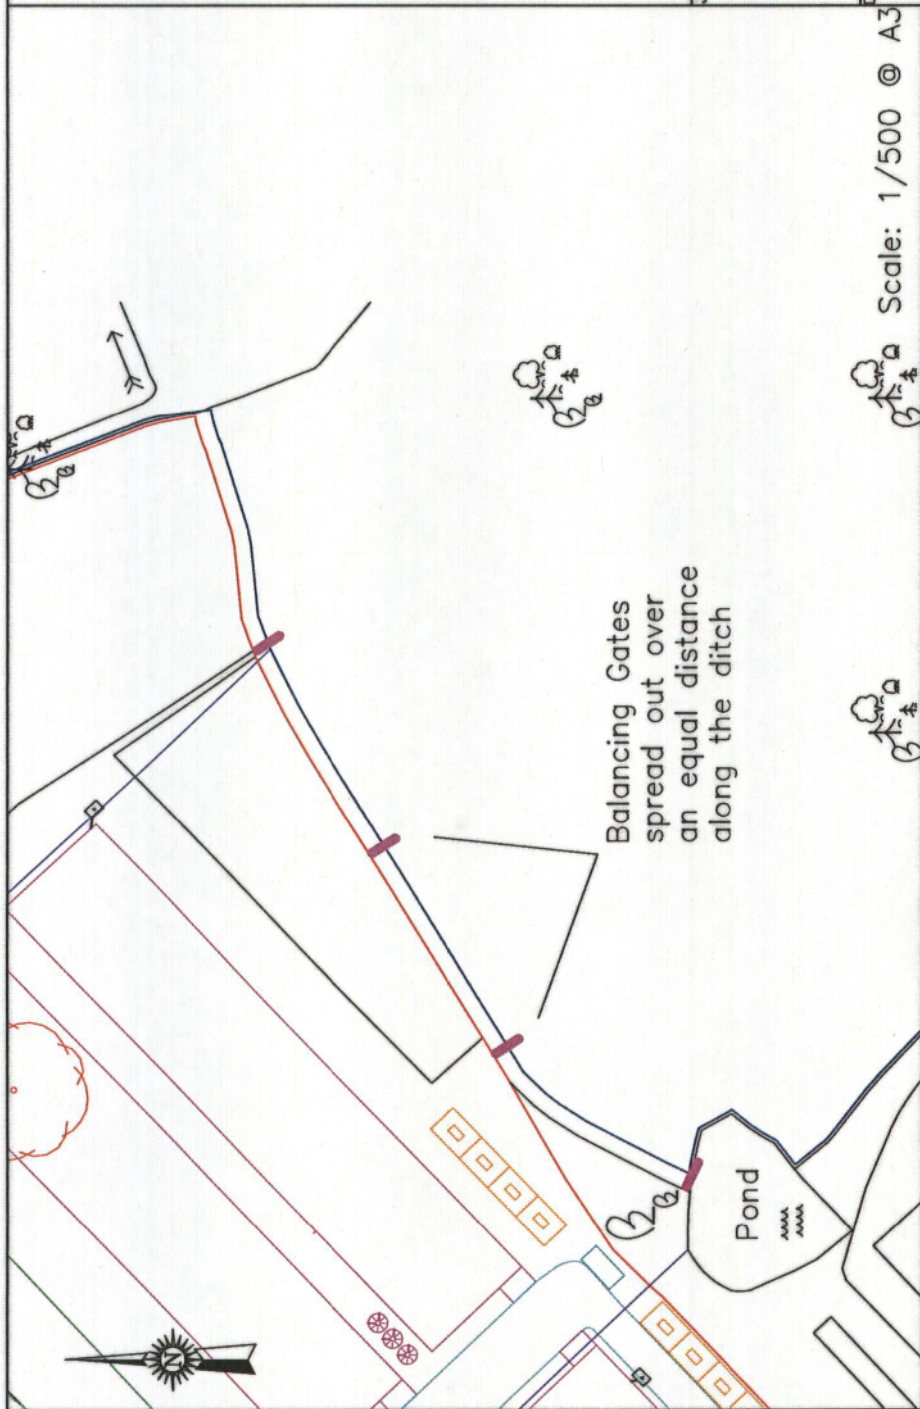 Balancing Gates
spread out over
an equal distance
along the ditch
Pond
Scale: 1/500 @ A3
N